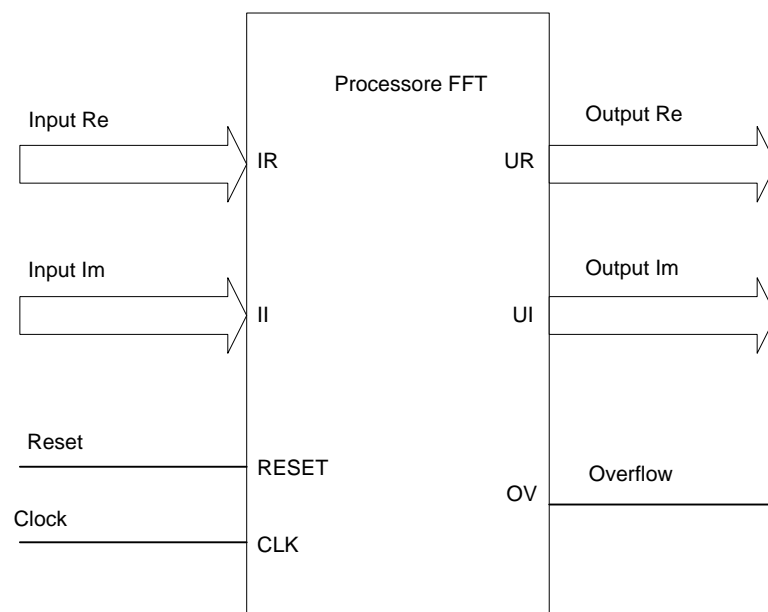 Processore FFT
Input Re
Output Re
IR
UR
Input Im
Output Im
II
UI
Reset
RESET
Overflow
OV
Clock
CLK